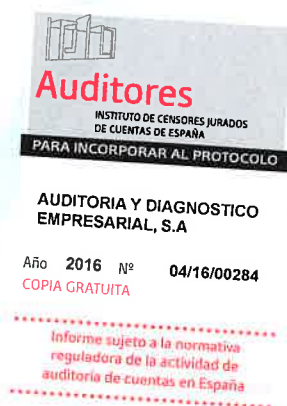 Auditores
INSTITUTO DE CENSORES JURADOS
DE CUENTAS DE ESPAÑA
PARA INCORPORAR AL PROTOCOLO
AUDITORIA Y DIAGNOSTICO
EMPRESARIAL, S.A
Año 2016 Nº 04/16/00284
COPIA GRATUITA
Informe sujeto a la normativa
reguladora de la actividad de
auditoría de cuentas en España